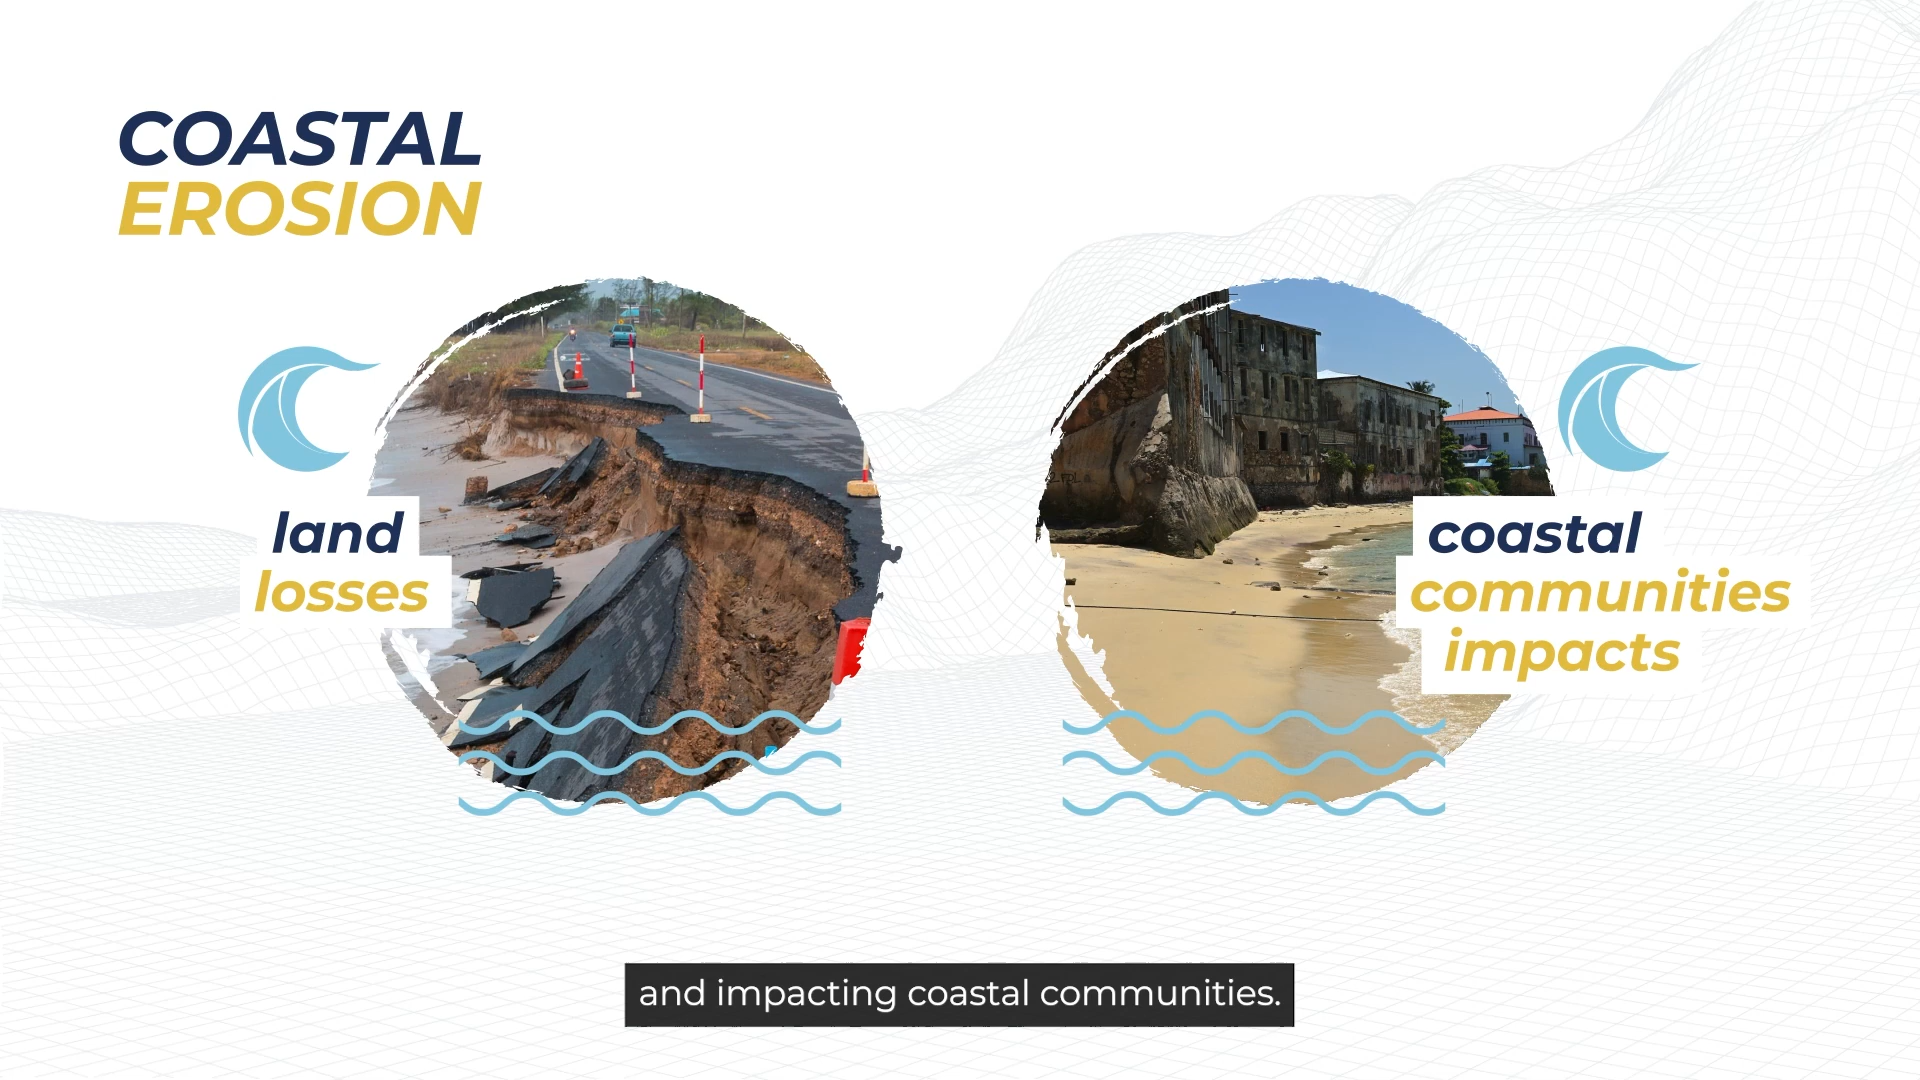 COASTAL
EROSION
land
losses
coastal
communities
impacts
and impacting coastal communities.